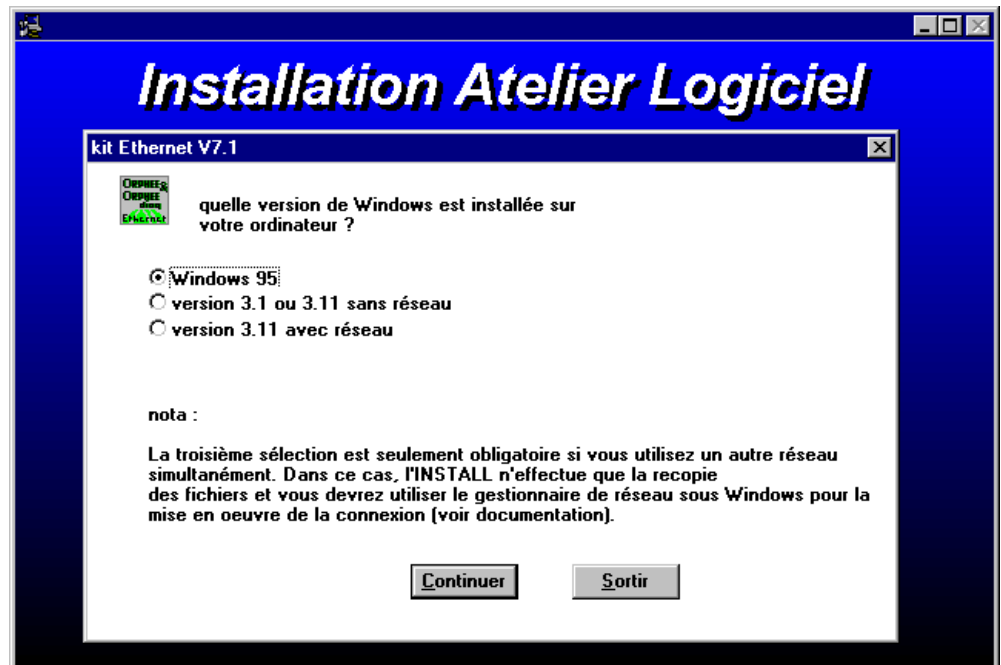 Installation Atelier Logiciel
kit Ethernet V7.1
ORPHEE &
ORPHEE
diag
Ethernet
quelle version de Windows est installée sur
votre ordinateur ?
Windows 95
version 3.1 ou 3.11 sans réseau
version 3.11 avec réseau
nota :
La troisième sélection est seulement obligatoire si vous utilisez un autre réseau
simultanément. Dans ce cas, l'INSTALL n'effectue que la recopie
des fichiers et vous devrez utiliser le gestionnaire de réseau sous Windows pour la
mise en oeuvre de la connexion (voir documentation).
Continuer
Sortir